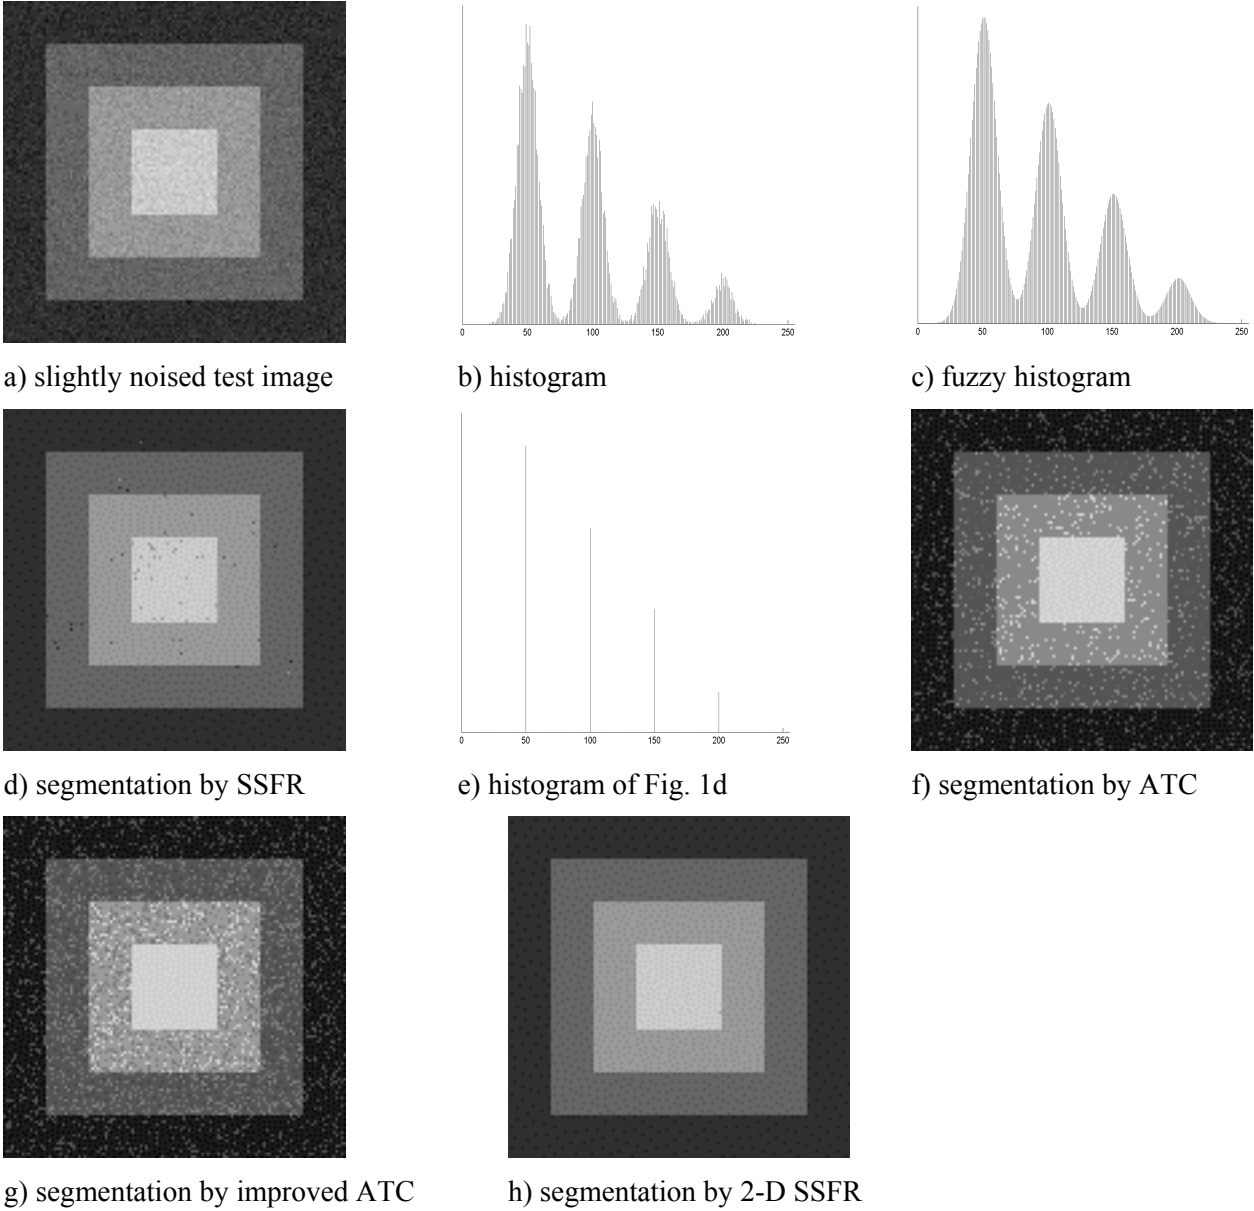 0 50 100 150 200 250
0 50 100 150 200 250
a) slightly noised test image
b) histogram
c) fuzzy histogram
0 50 100 150 200 250
d) segmentation by SSFR
e) histogram of Fig. 1d
f) segmentation by ATC
g) segmentation by improved ATC
h) segmentation by 2-D SSFR